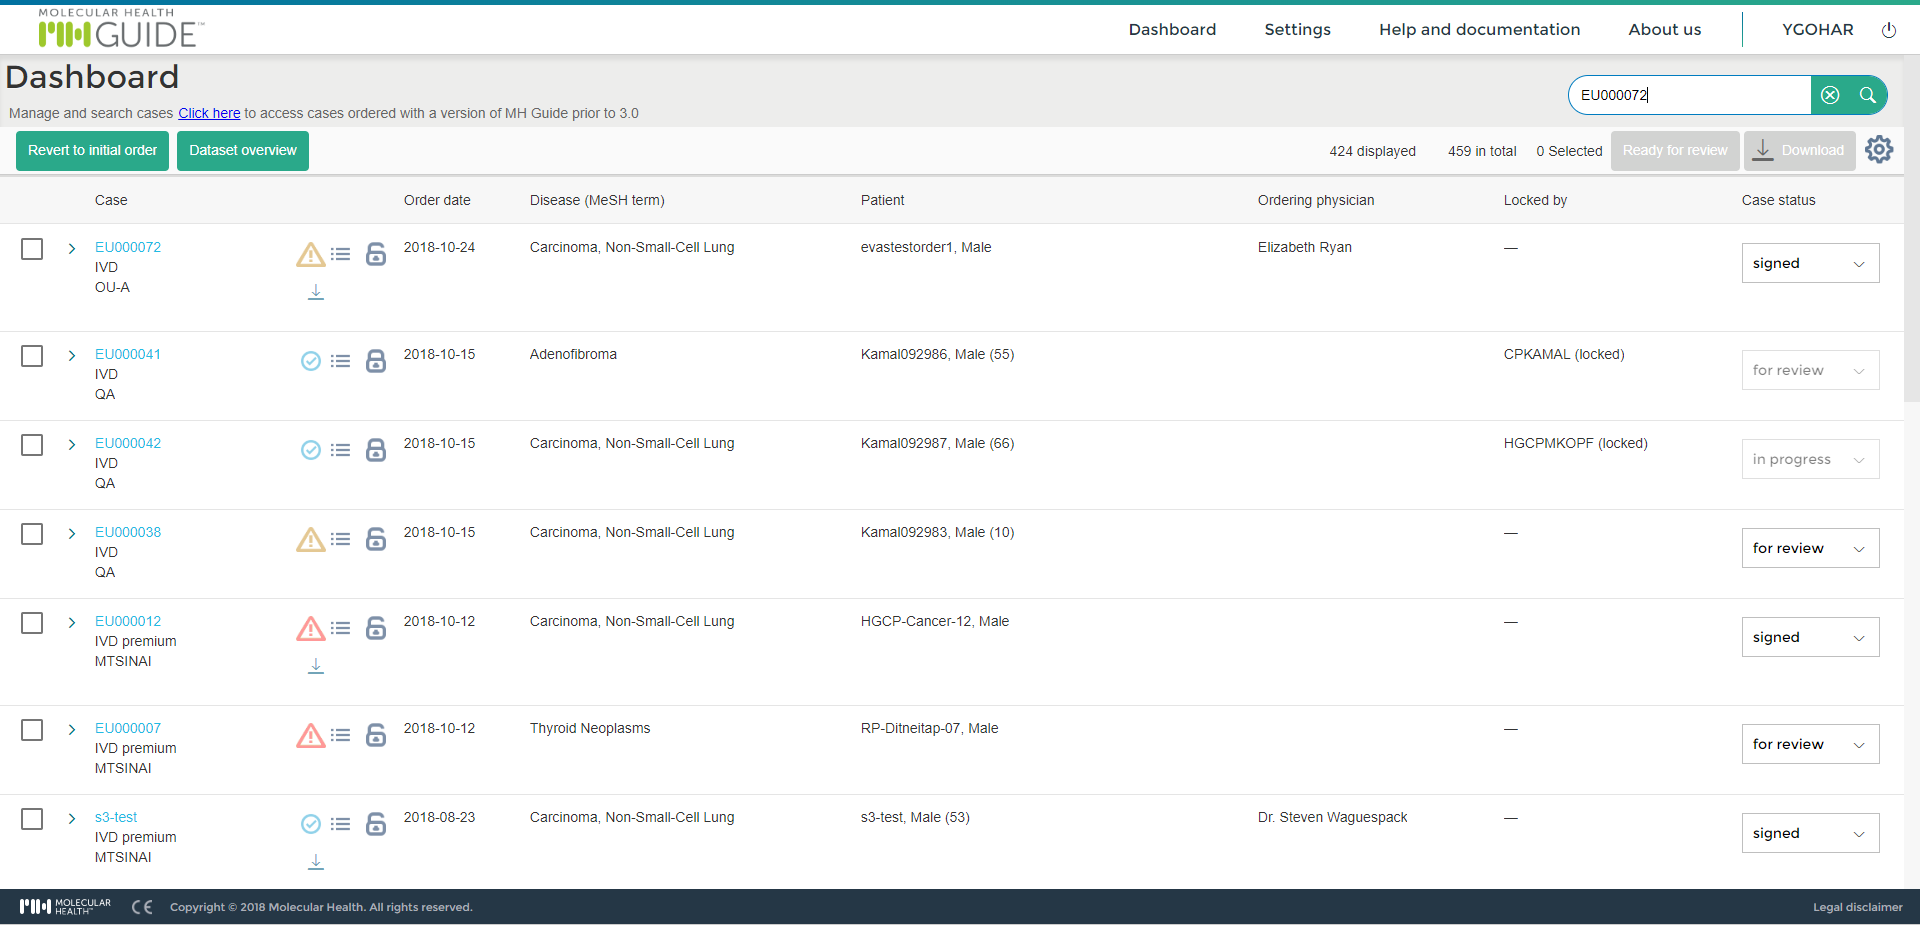 MOLECULAR HEALTH
GUIDE™
Dashboard Settings Help and documentation About us YGOHAR
Dashboard
EU000072
Manage and search cases Click here to access cases ordered with a version of MH Guide prior to 3.0
Revert to initial order Dataset overview 424 displayed 459 in total 0 Selected Ready for review Download
Case Order date Disease (MeSH term) Patient Ordering physician Locked by Case status
EU000072 2018-10-24 Carcinoma, Non-Small-Cell Lung evastestorder1, Male Elizabeth Ryan —
IVD
signed
OU-A
EU000041 2018-10-15 Adenofibroma Kamal092986, Male (55) CPKAMAL (locked)
IVD
for review
QA
EU000042 2018-10-15 Carcinoma, Non-Small-Cell Lung Kamal092987, Male (66) HGCPMKOPF (locked)
IVD
in progress
QA
EU000038 2018-10-15 Carcinoma, Non-Small-Cell Lung Kamal092983, Male (10) —
IVD
for review
QA
EU000012 2018-10-12 Carcinoma, Non-Small-Cell Lung HGCP-Cancer-12, Male —
IVD premium
signed
MTSINAI
EU000007 2018-10-12 Thyroid Neoplasms RP-Ditneitap-07, Male —
IVD premium
for review
MTSINAI
s3-test 2018-08-23 Carcinoma, Non-Small-Cell Lung s3-test, Male (53) Dr. Steven Waguespack —
IVD premium
signed
MTSINAI
MOLECULAR
HEALTH™
CE Copyright © 2018 Molecular Health. All rights reserved. Legal disclaimer